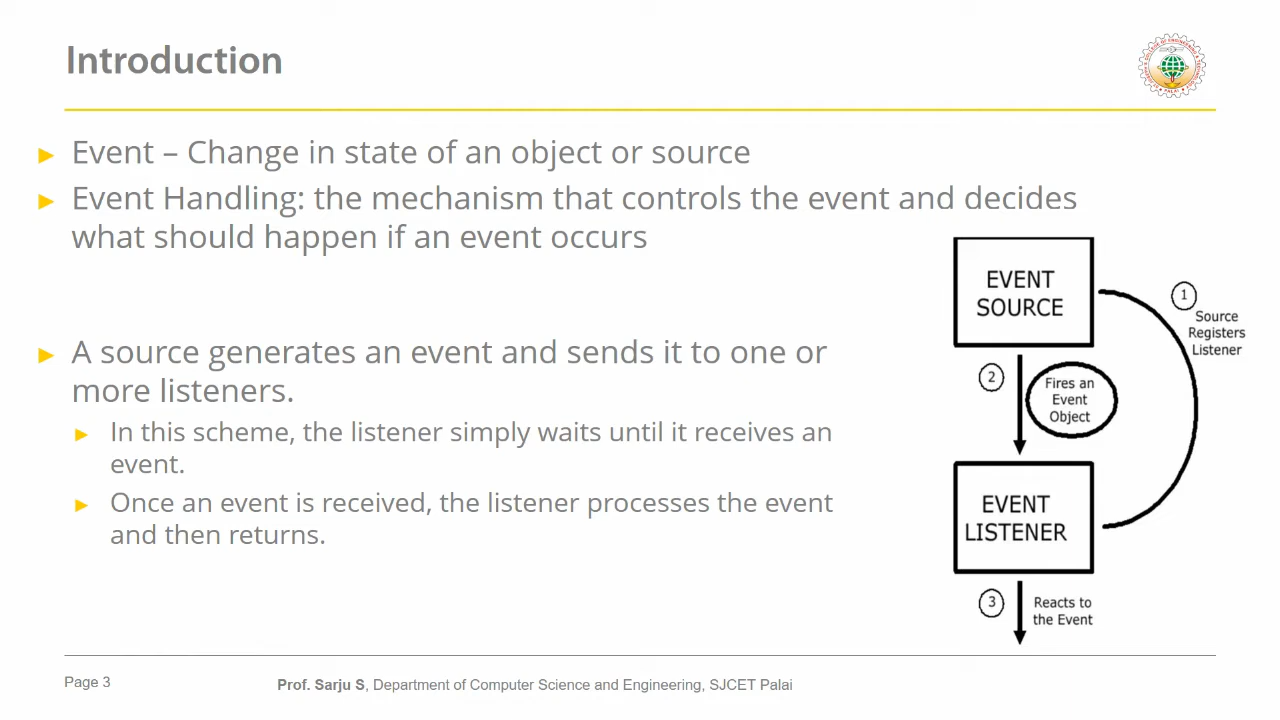 Introduction
► Event – Change in state of an object or source
► Event Handling: the mechanism that controls the event and decides
what should happen if an event occurs
► A source generates an event and sends it to one or
more listeners.
► In this scheme, the listener simply waits until it receives an
event.
► Once an event is received, the listener processes the event
and then returns.
EVENT
SOURCE
1
Source
Registers
Listener
2
Fires an
Event
Object
EVENT
LISTENER
3
Reacts to
the Event
Page 3
Prof. Sarju S, Department of Computer Science and Engineering, SJCET Palai